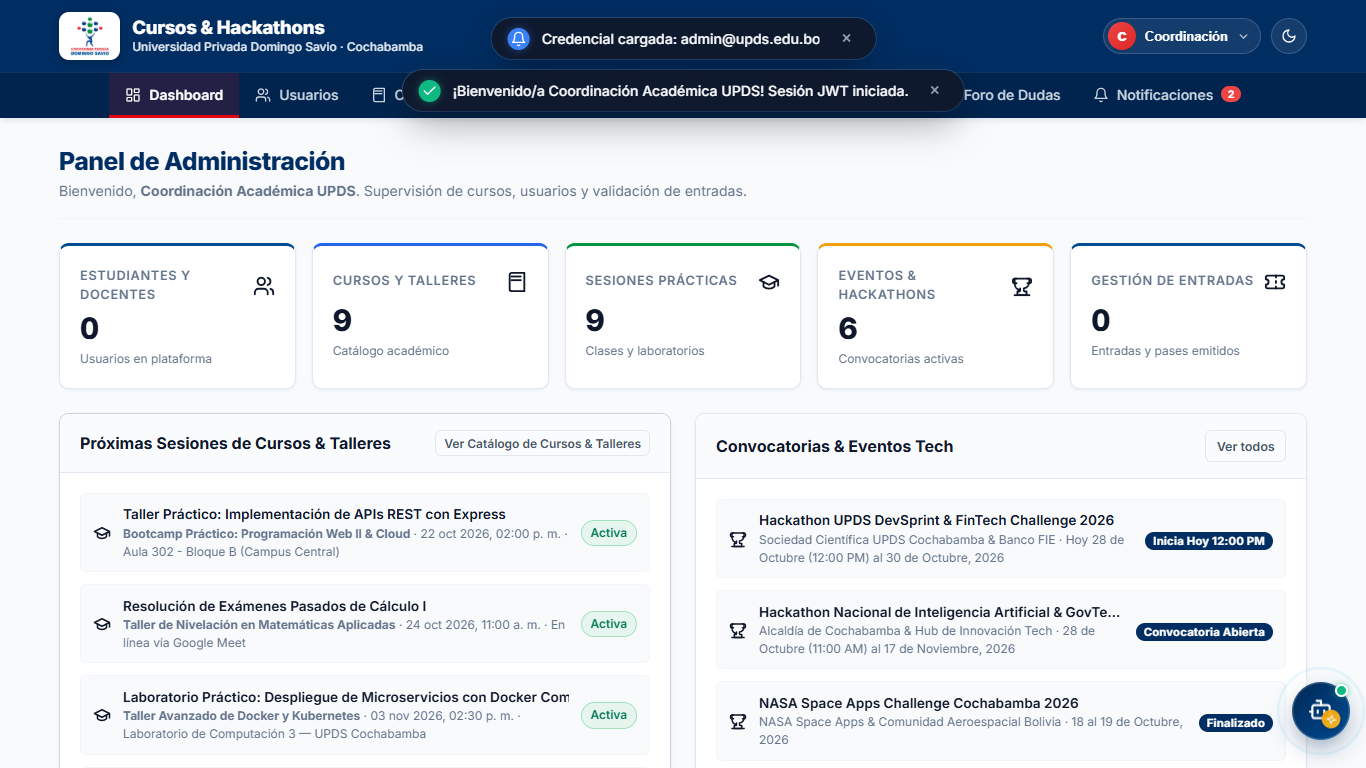 Cursos & Hackathons
Universidad Privada Domingo Savio · Cochabamba
Credencial cargada: admin@upds.edu.bo
C Coordinación
Dashboard
Usuarios
¡Bienvenido/a Coordinación Académica UPDS! Sesión JWT iniciada.
Foro de Dudas
Notificaciones 2
Panel de Administración
Bienvenido, Coordinación Académica UPDS. Supervisión de cursos, usuarios y validación de entradas.
ESTUDIANTES Y
DOCENTES
0
Usuarios en plataforma
CURSOS Y TALLERES
9
Catálogo académico
SESIONES PRÁCTICAS
9
Clases y laboratorios
EVENTOS &
HACKATHONS
6
Convocatorias activas
GESTIÓN DE ENTRADAS
0
Entradas y pases emitidos
Próximas Sesiones de Cursos & Talleres
Ver Catálogo de Cursos & Talleres
Taller Práctico: Implementación de APIs REST con Express
Bootcamp Práctico: Programación Web II & Cloud · 22 oct 2026, 02:00 p. m. ·
Aula 302 - Bloque B (Campus Central)
Activa
Resolución de Exámenes Pasados de Cálculo I
Taller de Nivelación en Matemáticas Aplicadas · 24 oct 2026, 11:00 a. m. · En
línea vía Google Meet
Activa
Laboratorio Práctico: Despliegue de Microservicios con Docker Com
Taller Avanzado de Docker y Kubernetes · 03 nov 2026, 02:30 p. m. ·
Laboratorio de Computación 3 — UPDS Cochabamba
Activa
Convocatorias & Eventos Tech
Ver todos
Hackathon UPDS DevSprint & FinTech Challenge 2026
Sociedad Científica UPDS Cochabamba & Banco FIE · Hoy 28 de
Octubre (12:00 PM) al 30 de Octubre, 2026
Inicia Hoy 12:00 PM
Hackathon Nacional de Inteligencia Artificial & GovTe...
Alcaldía de Cochabamba & Hub de Innovación Tech · 28 de
Octubre (11:00 AM) al 17 de Noviembre, 2026
Convocatoria Abierta
NASA Space Apps Challenge Cochabamba 2026
NASA Space Apps & Comunidad Aeroespacial Bolivia · 18 al 19 de Octubre,
2026
Finalizado